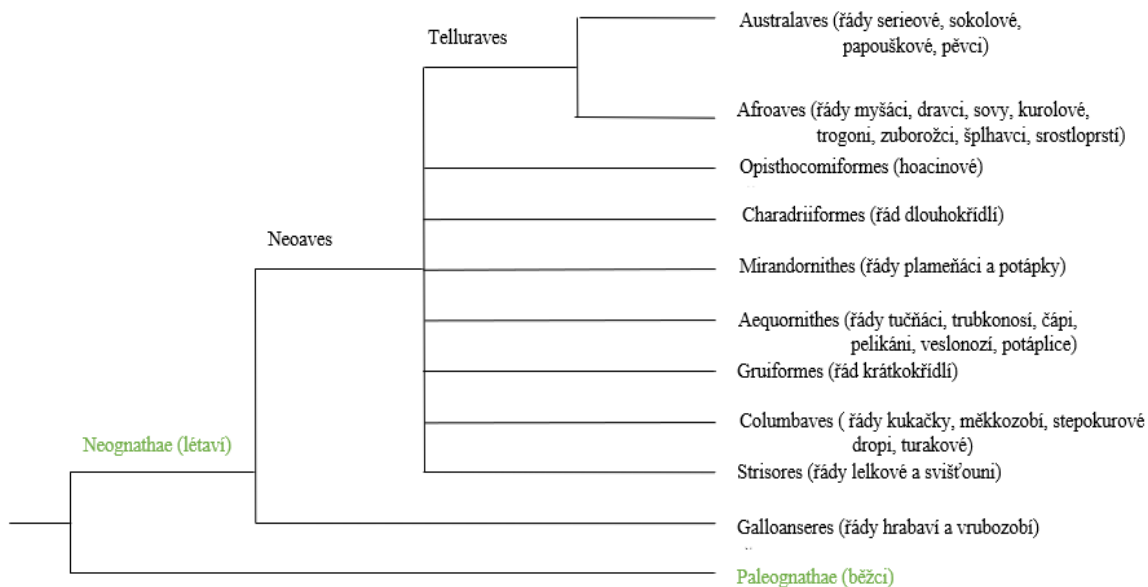 Australaves (řády serieové, sokolové,
papouškové, pěvci)
Telluraves
Afroaves (řády myšáci, dravci, sovy, kurolové,
trogoni, zuborožci, šplhavci, srostloprstí)
Opisthocomiformes (hoacinové)
Charadriiformes (řád dlouhokřídlí)
Neoaves
Mirandornithes (řády plameňáci a potápky)
Aequornithes (řády tučňáci, trubkonosí, čápi,
pelikáni, veslonozí, potáplice)
Gruiformes (řád krátkokřídlí)
Columbaves ( řády kukačky, měkkozobí, stepokurové
dropi, turakové)
Neognathae (létaví)
Strisores (řády lelkové a svišťouni)
Galloanseres (řády hrabaví a vrubozobí)
Paleognathae (běžci)